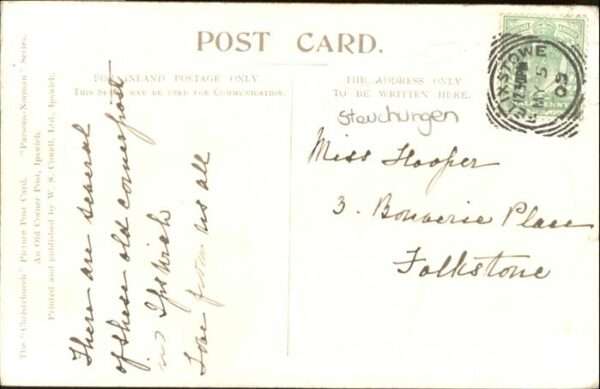 The "Christchurch" Picture Post Card. "Parsons-Norman" Series.
An Old Corner Post, Ipswich.
Printed and published by W. S. Cowell, Ltd., Ipswich.
POST CARD.
FOR INLAND POSTAGE ONLY
THIS SPACE MAY BE USED FOR COMMUNICATION.
There are several
of these old cornerpost
in Ipswich
Love from us all
THE ADDRESS ONLY
TO BE WRITTEN HERE.
Miss Hooper
3. Bouverie Place
Folkstone
FELIXSTOWE
MY 5
05